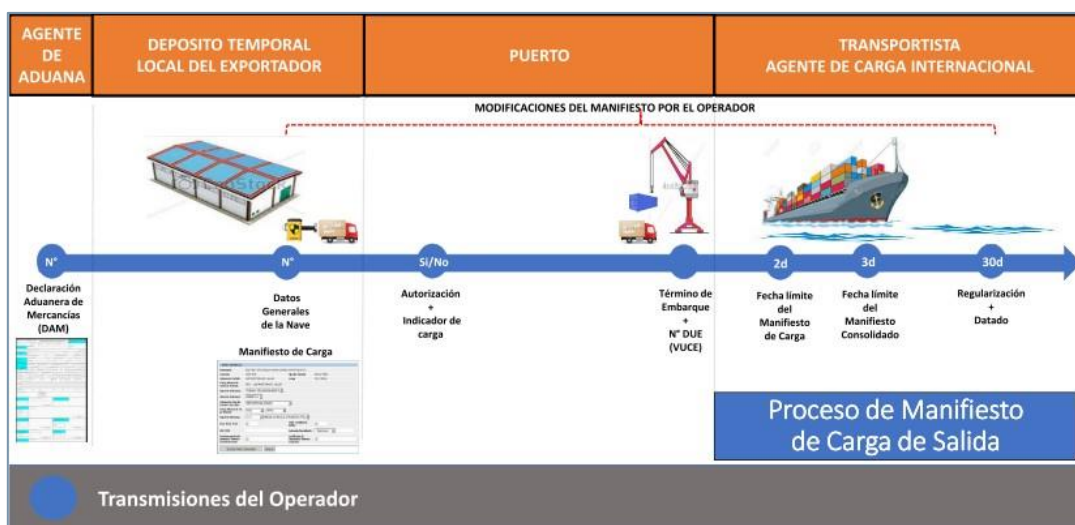 AGENTE
DE
ADUANA
DEPOSITO TEMPORAL
LOCAL DEL EXPORTADOR
PUERTO
TRANSPORTISTA
AGENTE DE CARGA INTERNACIONAL
MODIFICACIONES DEL MANIFIESTO POR EL OPERADOR
N°
N°
Si/No
2d
3d
30d
Declaración
Aduanera de
Mercancías
(DAM)
Datos
Generales
de la Nave
Manifiesto de Carga
Autorización
+
Indicador de
carga
Término de
Embarque
+
N° DUE
(VUCE)
Fecha límite
del
Manifiesto
de Carga
Fecha límite
del
Manifiesto
Consolidado
Regularización
+
Datado
Proceso de Manifiesto
de Carga de Salida
Transmisiones del Operador